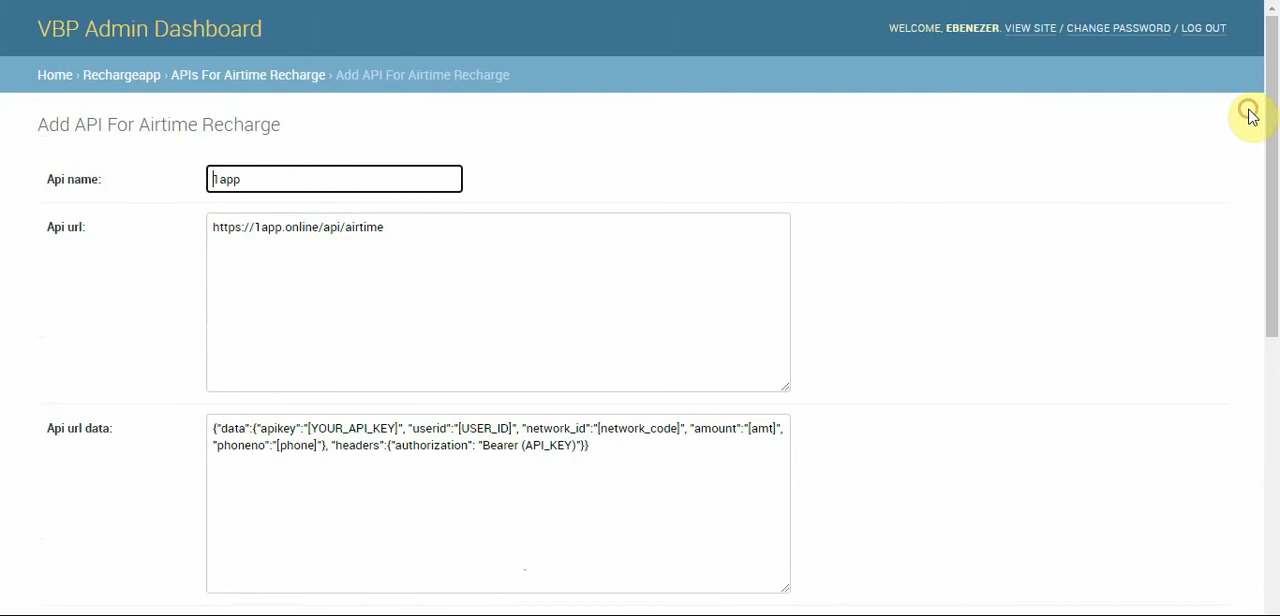 VBP Admin Dashboard
WELCOME, EBENEZER. VIEW SITE / CHANGE PASSWORD / LOG OUT
Home › Rechargeapp › APIs For Airtime Recharge › Add API For Airtime Recharge
Add API For Airtime Recharge
Api name:
1app
Api url:
https://1app.online/api/airtime
Api url data:
{"data":{"apikey":"[YOUR_API_KEY]", "userid":"[USER_ID]", "network_id":"[network_code]", "amount":"[amt]",
"phoneno":"[phone]"}, "headers":{"authorization": "Bearer (API_KEY)"}}